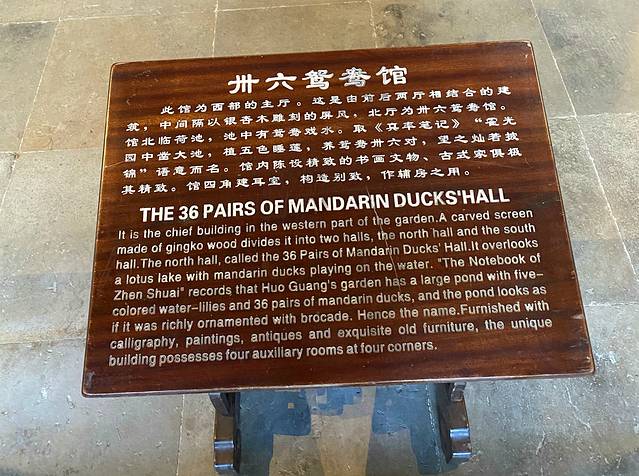 卅六鸳鸯馆
此馆为西部的主厅。这是由前后两厅相结合的建
筑，中间隔以银杏木雕刻的屏风，北厅为卅六鸳鸯馆。
馆北临荷池，池中有鸳鸯戏水。取《真率笔记》“霍光
园中凿大池，植五色睡莲，养鸳鸯卅六对，望之灿若披
锦”语意而名。馆内陈设精致的书画文物、古式家俱极
其精致。馆四角建耳室，构造别致，作辅房之用。
THE 36 PAIRS OF MANDARIN DUCKS'HALL
It is the chief building in the western part of the garden.A carved screen
made of gingko wood divides it into two halls, the north hall and the south
hall.The north hall, called the 36 Pairs of Mandarin Ducks' Hall.It overlooks
a lotus lake with mandarin ducks playing on the water. "The Notebook of
Zhen Shuai" records that Huo Guang's garden has a large pond with five-
colored water-lilies and 36 pairs of mandarin ducks, and the pond looks as
if it was richly ornamented with brocade. Hence the name.Furnished with
calligraphy, paintings, antiques and exquisite old furniture, the unique
building possesses four auxiliary rooms at four corners.